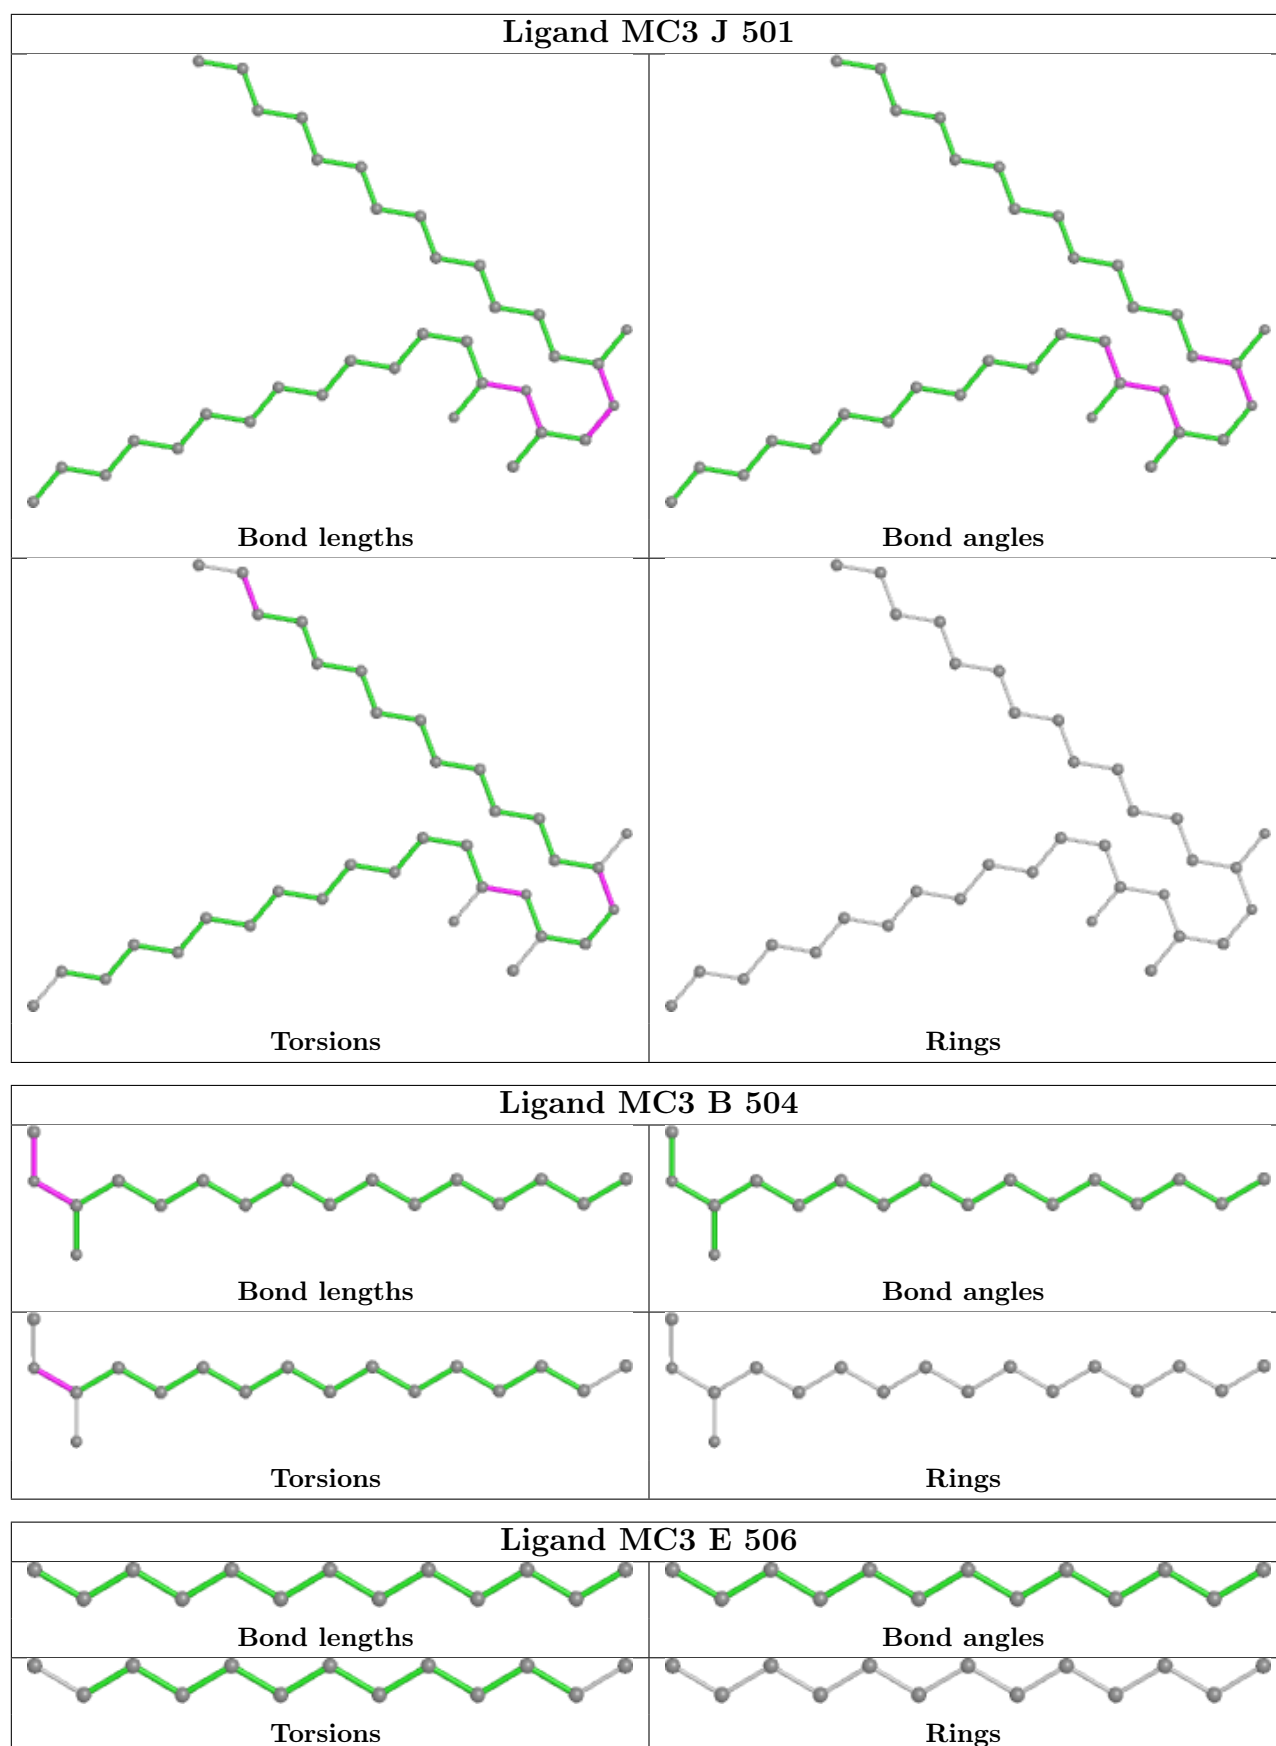 Ligand MC3 J 501
Bond lengths
Bond angles
Torsions
Rings
Ligand MC3 B 504
Bond lengths
Bond angles
Torsions
Rings
Ligand MC3 E 506
Bond lengths
Bond angles
Torsions
Rings